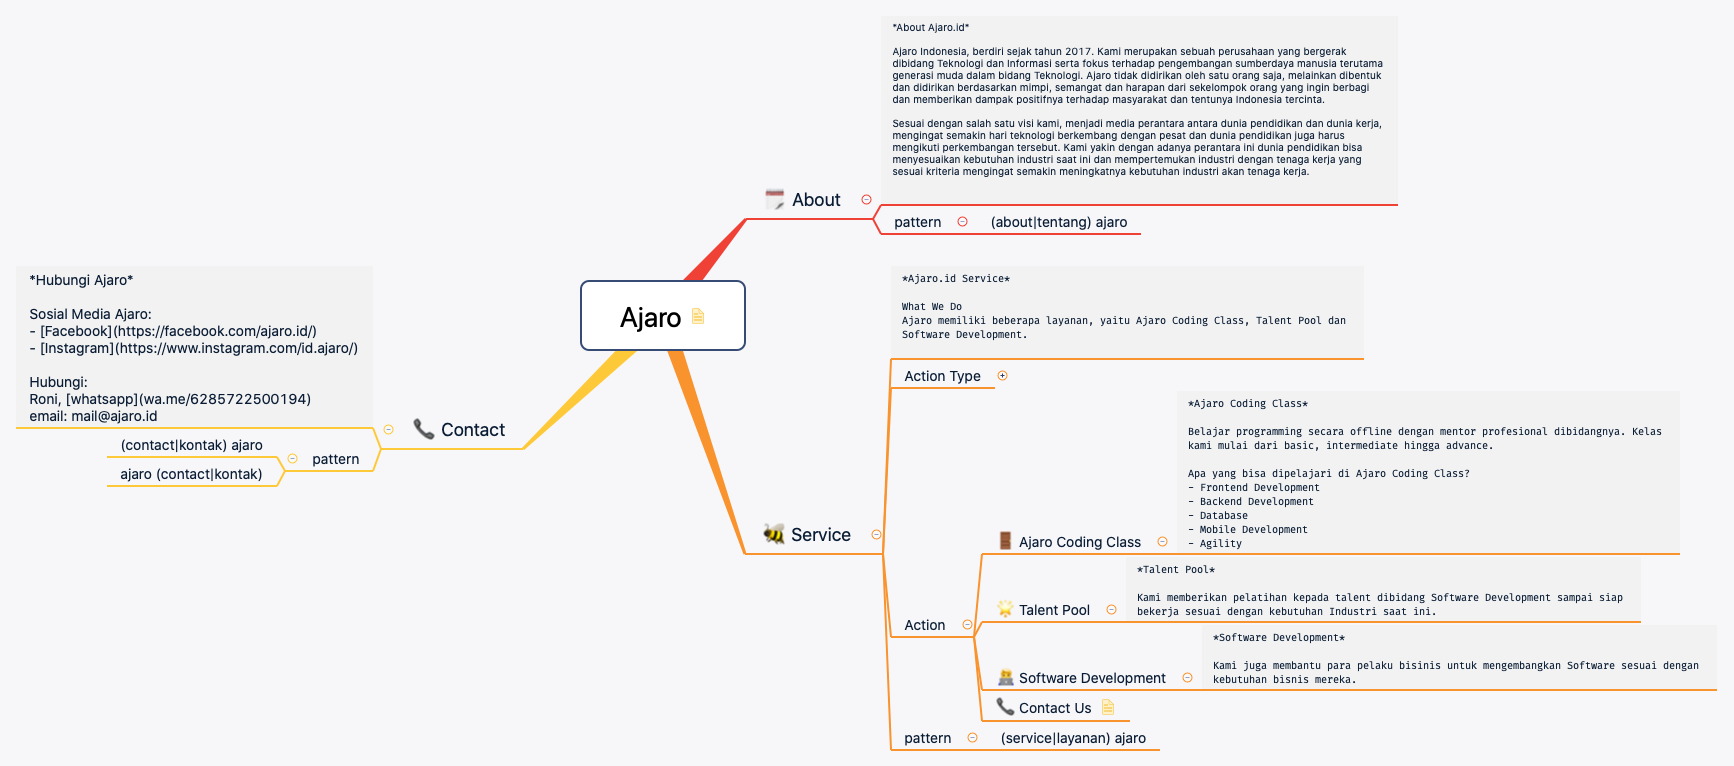 Ajaro
About
*About Ajaro.id*
Ajaro Indonesia, berdiri sejak tahun 2017. Kami merupakan sebuah perusahaan yang bergerak
dibidang Teknologi dan Informasi serta fokus terhadap pengembangan sumberdaya manusia terutama
generasi muda dalam bidang Teknologi. Ajaro tidak didirikan oleh satu orang saja, melainkan dibentuk
dan didirikan berdasarkan mimpi, semangat dan harapan dari sekelompok orang yang ingin berbagi
dan memberikan dampak positifnya terhadap masyarakat dan tentunya Indonesia tercinta.
Sesuai dengan salah satu visi kami, menjadi media perantara antara dunia pendidikan dan dunia kerja,
mengingat semakin hari teknologi berkembang dengan pesat dan dunia pendidikan juga harus
mengikuti perkembangan tersebut. Kami yakin dengan adanya perantara ini dunia pendidikan bisa
menyesuaikan kebutuhan industri saat ini dan mempertemukan industri dengan tenaga kerja yang
sesuai kriteria mengingat semakin meningkatnya kebutuhan industri akan tenaga kerja.
pattern
(about|tentang) ajaro
Service
*Ajaro.id Service*
What We Do
Ajaro memiliki beberapa layanan, yaitu Ajaro Coding Class, Talent Pool dan
Software Development.
Action Type
Action
Ajaro Coding Class
*Ajaro Coding Class*
Belajar programming secara offline dengan mentor profesional dibidangnya. Kelas
kami mulai dari basic, intermediate hingga advance.
Apa yang bisa dipelajari di Ajaro Coding Class?
- Frontend Development
- Backend Development
- Database
- Mobile Development
- Agility
Talent Pool
*Talent Pool*
Kami memberikan pelatihan kepada talent dibidang Software Development sampai siap
bekerja sesuai dengan kebutuhan Industri saat ini.
Software Development
*Software Development*
Kami juga membantu para pelaku bisinis untuk mengembangkan Software sesuai dengan
kebutuhan bisnis mereka.
Contact Us
pattern
(service|layanan) ajaro
Contact
*Hubungi Ajaro*
Sosial Media Ajaro:
- [Facebook](https://facebook.com/ajaro.id/)
- [Instagram](https://www.instagram.com/id.ajaro/)
Hubungi:
Roni, [whatsapp](wa.me/6285722500194)
email: mail@ajaro.id
pattern
(contact|kontak) ajaro
ajaro (contact|kontak)